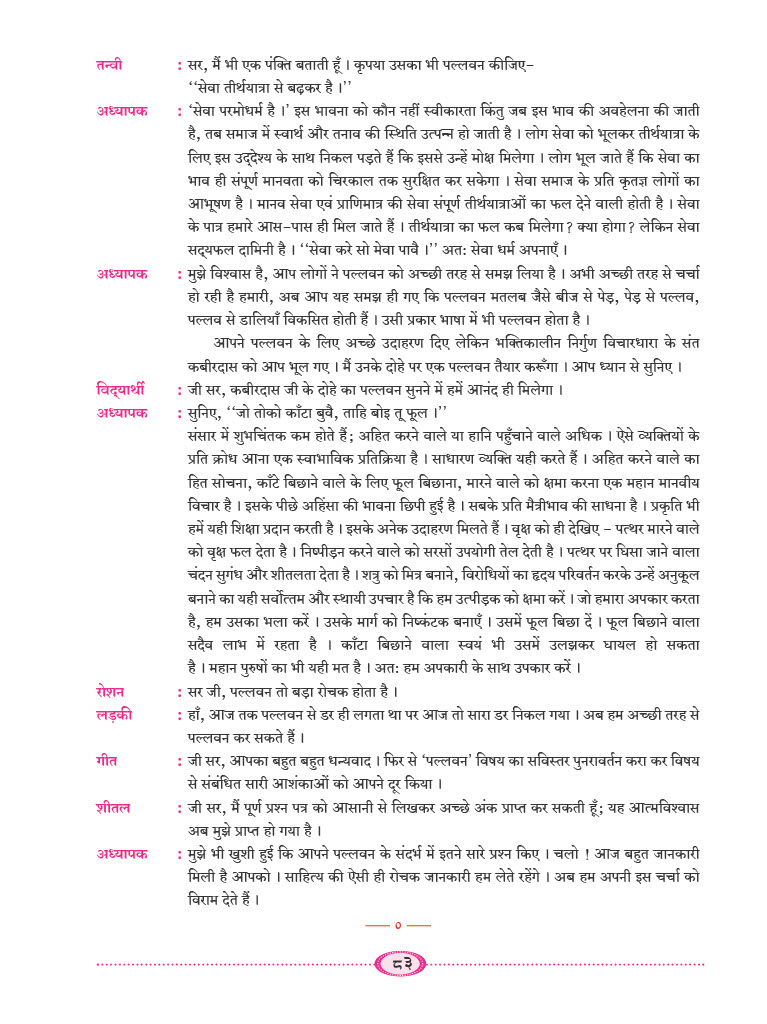 तन्वी : सर, मैं भी एक पंक्ति बताती हूँ । कृपया उसका भी पल्लवन कीजिए–
‘‘सेवा तीर्थयात्रा से बढ़कर है ।’’
अध्यापक : ‘सेवा परमोधर्म है ।’ इस भावना को कौन नहीं स्वीकारता किंतु जब इस भाव की अवहेलना की जाती
है, तब समाज में स्वार्थ और तनाव की स्थिति उत्पन्न हो जाती है । लोग सेवा को भूलकर तीर्थयात्रा के
लिए इस उद्देश्य के साथ निकल पड़ते हैं कि इससे उन्हें मोक्ष मिलेगा । लोग भूल जाते हैं कि सेवा का
भाव ही संपूर्ण मानवता को चिरकाल तक सुरक्षित कर सकेगा । सेवा समाज के प्रति कृतज्ञ लोगों का
आभूषण है । मानव सेवा एवं प्राणिमात्र की सेवा संपूर्ण तीर्थयात्राओं का फल देने वाली होती है । सेवा
के पात्र हमारे आस-पास ही मिल जाते हैं । तीर्थयात्रा का फल कब मिलेगा? क्या होगा? लेकिन सेवा
सद्यफल दामिनी है । ‘‘सेवा करे सो मेवा पावै ।’’ अत: सेवा धर्म अपनाएँ ।
अध्यापक : मुझे विश्वास है, आप लोगों ने पल्लवन को अच्छी तरह से समझ लिया है । अभी अच्छी तरह से चर्चा
हो रही है हमारी, अब आप यह समझ ही गए कि पल्लवन मतलब जैसे बीज से पेड़, पेड़ से पल्लव,
पल्लव से डालियाँ विकसित होती हैं । उसी प्रकार भाषा में भी पल्लवन होता है ।
आपने पल्लवन के लिए अच्छे उदाहरण दिए लेकिन भक्तिकालीन निर्गुण विचारधारा के संत
कबीरदास को आप भूल गए । मैं उनके दोहे पर एक पल्लवन तैयार करूँगा । आप ध्यान से सुनिए ।
विद्यार्थी : जी सर, कबीरदास जी के दोहे का पल्लवन सुनने में हमें आनंद ही मिलेगा ।
अध्यापक : सुनिए, ‘‘जो तोको काँटा बुवै, ताहि बोइ तू फूल ।’’
संसार में शुभचिंतक कम होते हैं; अहित करने वाले या हानि पहुँचाने वाले अधिक । ऐसे व्यक्तियों के
प्रति क्रोध आना एक स्वाभाविक प्रतिक्रिया है । साधारण व्यक्ति यही करते हैं । अहित करने वाले का
हित सोचना, काँटे बिछाने वाले के लिए फूल बिछाना, मारने वाले को क्षमा करना एक महान मानवीय
विचार है । इसके पीछे अहिंसा की भावना छिपी हुई है । सबके प्रति मैत्रीभाव की साधना है । प्रकृति भी
हमें यही शिक्षा प्रदान करती है । इसके अनेक उदाहरण मिलते हैं । वृक्ष को ही देखिए – पत्थर मारने वाले
को वृक्ष फल देता है । निष्पीड़न करने वाले को सरसों उपयोगी तेल देती है । पत्थर पर घिसा जाने वाला
चंदन सुगंध और शीतलता देता है । शत्रु को मित्र बनाने, विरोधियों का हृदय परिवर्तन करके उन्हें अनुकूल
बनाने का यही सर्वोत्तम और स्थायी उपचार है कि हम उत्पीड़क को क्षमा करें । जो हमारा अपकार करता
है, हम उसका भला करें । उसके मार्ग को निष्कंटक बनाएँ । उसमें फूल बिछा दें । फूल बिछाने वाला
सदैव लाभ में रहता है । काँटा बिछाने वाला स्वयं भी उसमें उलझकर घायल हो सकता
है । महान पुरुषों का भी यही मत है । अत: हम अपकारी के साथ उपकार करें ।
रोशन : सर जी, पल्लवन तो बड़ा रोचक होता है ।
लड़की : हाँ, आज तक पल्लवन से डर ही लगता था पर आज तो सारा डर निकल गया । अब हम अच्छी तरह से
पल्लवन कर सकते हैं ।
गीत : जी सर, आपका बहुत बहुत धन्यवाद । फिर से ‘पल्लवन’ विषय का सविस्तर पुनरावर्तन करा कर विषय
से संबंधित सारी आशंकाओं को आपने दूर किया ।
शीतल : जी सर, मैं पूर्ण प्रश्न पत्र को आसानी से लिखकर अच्छे अंक प्राप्त कर सकती हूँ; यह आत्मविश्वास
अब मुझे प्राप्त हो गया है ।
अध्यापक : मुझे भी खुशी हुई कि आपने पल्लवन के संदर्भ में इतने सारे प्रश्न किए । चलो ! आज बहुत जानकारी
मिली है आपको । साहित्य की ऐसी ही रोचक जानकारी हम लेते रहेंगे । अब हम अपनी इस चर्चा को
विराम देते हैं ।
— ० —
८३